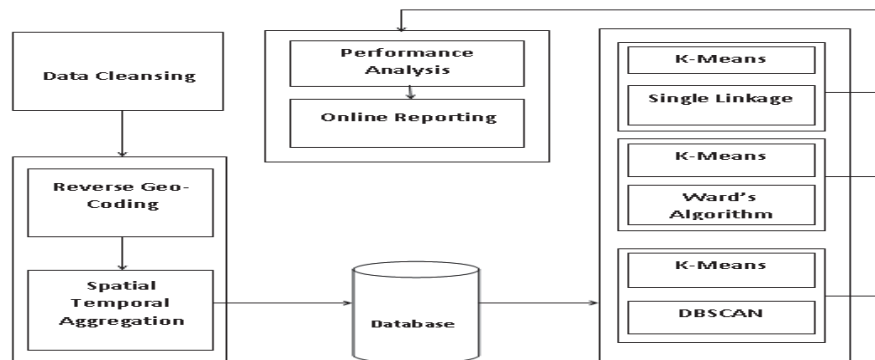 Data Cleansing
Reverse Geo-
Coding
Spatial
Temporal
Aggregation
Performance
Analysis
Online Reporting
Database
K-Means
Single Linkage
K-Means
Ward's
Algorithm
K-Means
DBSCAN